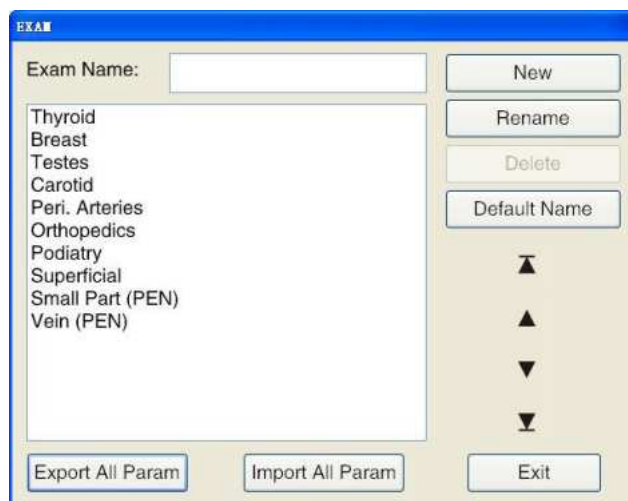 EXAM
Exam Name:
New
Rename
Delete
Default Name
Thyroid
Breast
Testes
Carotid
Peri. Arteries
Orthopedics
Podiatry
Superficial
Small Part (PEN)
Vein (PEN)
Export All Param
Import All Param
Exit